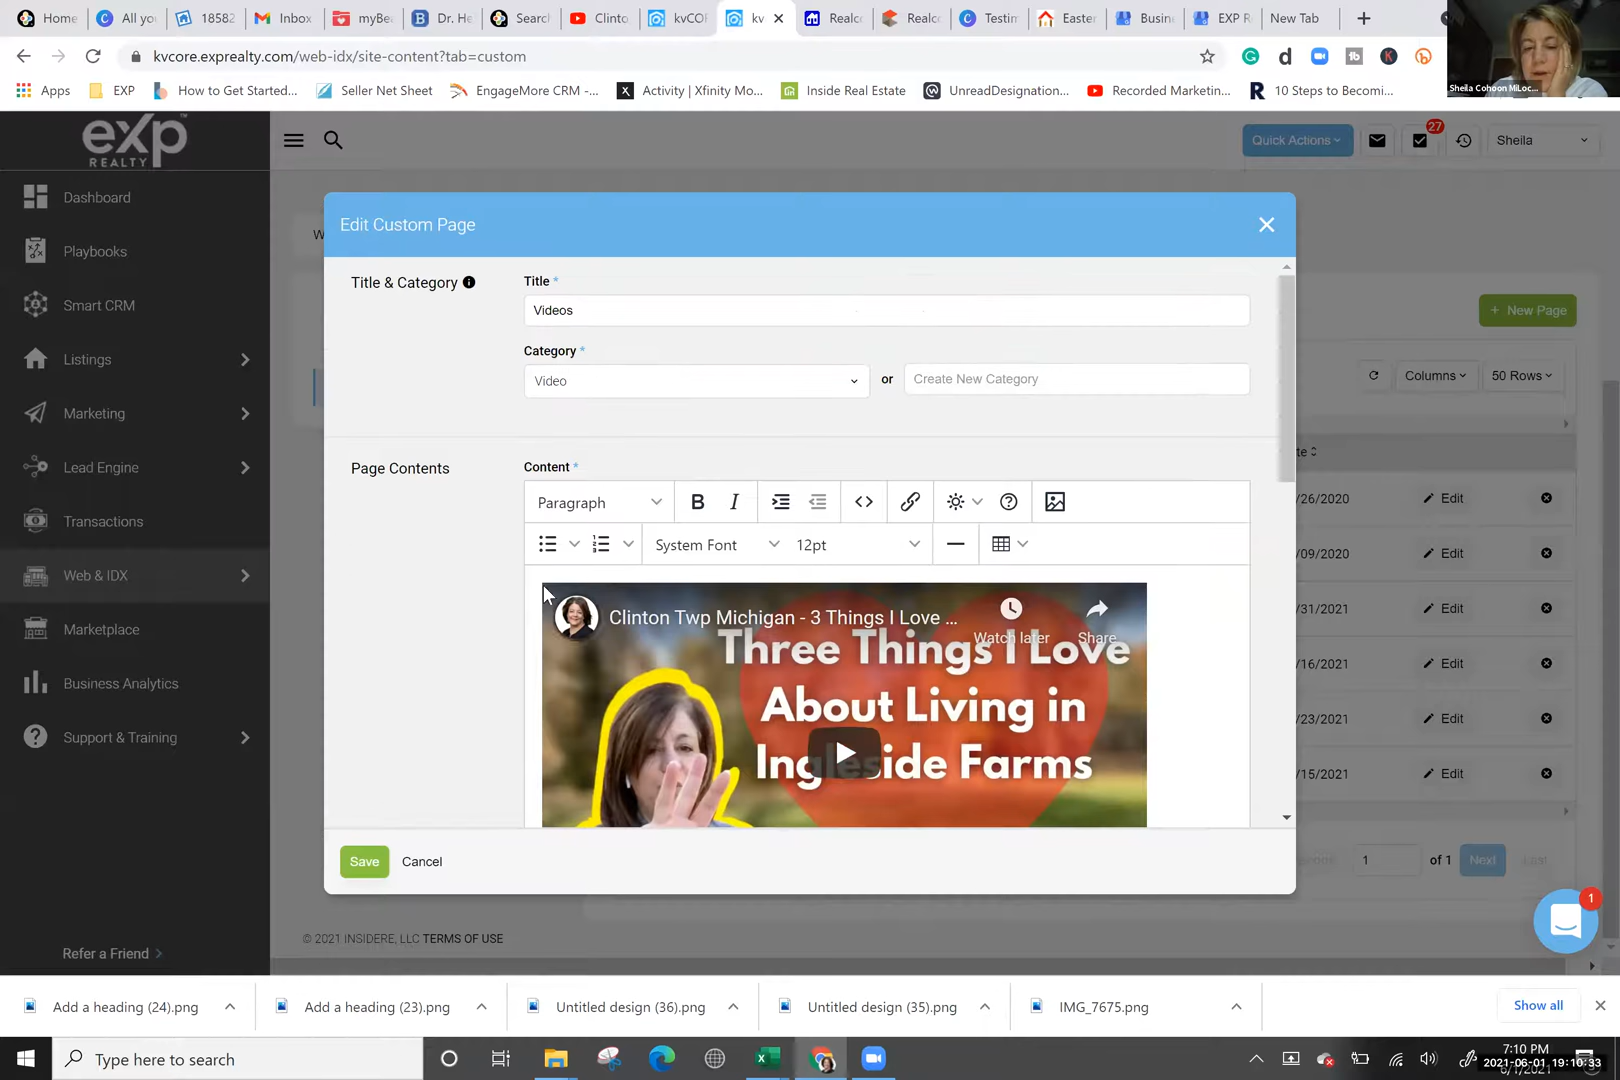 Home
All yo
18582
Inbox
myBe
Dr. He
Search
Clinto
kvCOI
kv
Realc
Realc
Testin
Easter
Busin
EXP R
New Tab
kvcore.exprealty.com/web-idx/site-content?tab=custom
Apps
EXP
How to Get Started...
Seller Net Sheet
EngageMore CRM -...
Activity | Xfinity Mo...
Inside Real Estate
UnreadDesignation...
Recorded Marketin...
10 Steps to Becomi...
Sheila Cohoon MiLoc...
exp
REALTY
Quick Actions
27
Sheila
Dashboard
Playbooks
Smart CRM
Listings
Marketing
Lead Engine
Transactions
Web & IDX
Marketplace
Business Analytics
Support & Training
Refer a Friend
W
Edit Custom Page
Title & Category
Title *
Videos
Category *
Video
or
Create New Category
Page Contents
Content *
Paragraph
B
I
System Font
12pt
Clinton Twp Michigan - 3 Things I Love ...
Watch later
Share
Three Things I Love
About Living in
Ingleside Farms
Save
Cancel
+ New Page
Columns
50 Rows
te
/26/2020
Edit
/09/2020
Edit
/31/2021
Edit
/16/2021
Edit
/23/2021
Edit
/15/2021
Edit
1
of 1
Next
Last
1
© 2021 INSIDERE, LLC TERMS OF USE
Add a heading (24).png
Add a heading (23).png
Untitled design (36).png
Untitled design (35).png
IMG_7675.png
Show all
Type here to search
7:10 PM
2021-06-01 19:10:33